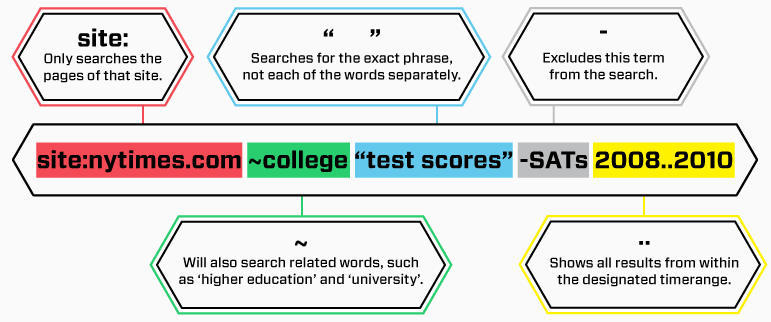 site:
Only searches the
pages of that site.
“ ”
Searches for the exact phrase,
not each of the words separately.
-
Excludes this term
from the search.
site:nytimes.com ~college “test scores” -SATs 2008..2010
~
Will also search related words, such
as ‘higher education’ and ‘university’.
..
Shows all results from within
the designated timerange.